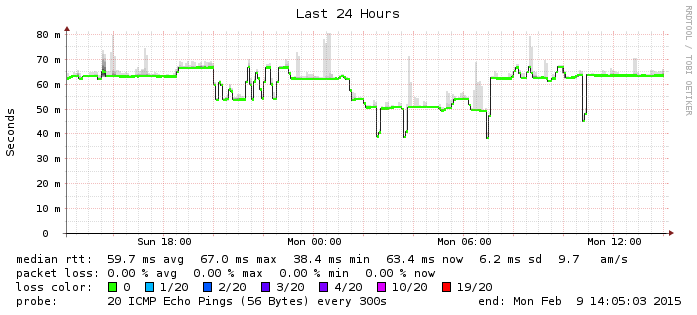 Last 24 Hours
RRDTOOL / TOBI OETIKER
Seconds
80 m
70 m
60 m
50 m
40 m
30 m
20 m
10 m
0
Sun 18:00 Mon 00:00 Mon 06:00 Mon 12:00
median rtt: 59.7 ms avg 67.0 ms max 38.4 ms min 63.4 ms now 6.2 ms sd 9.7 am/s
packet loss: 0.00 % avg 0.00 % max 0.00 % min 0.00 % now
loss color: 0 1/20 2/20 3/20 4/20 10/20 19/20
probe: 20 ICMP Echo Pings (56 Bytes) every 300s end: Mon Feb 9 14:05:03 2015